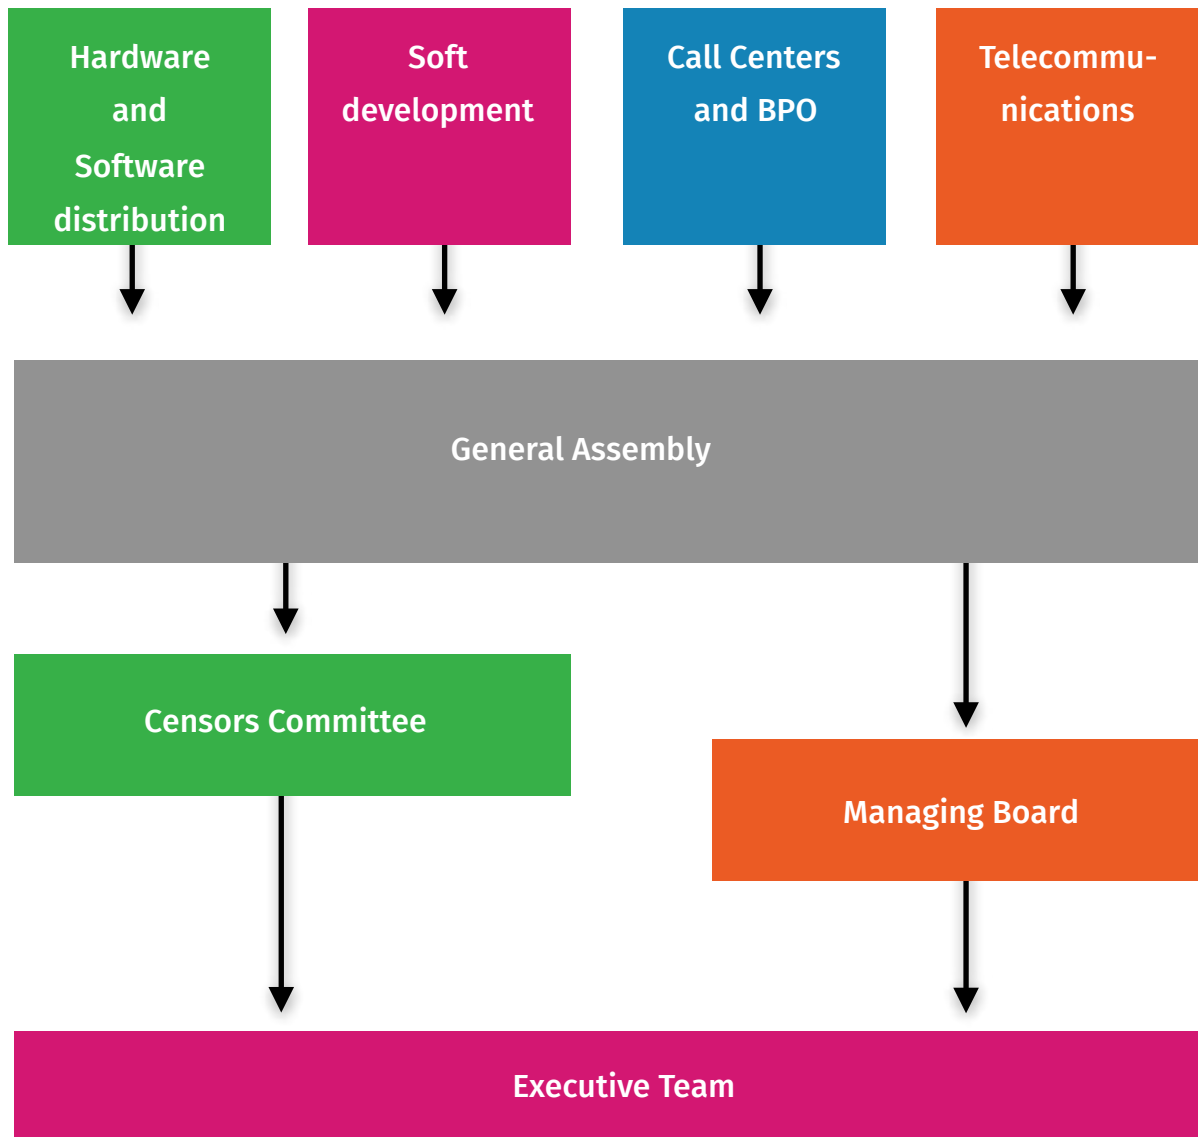 Hardware
and
Software
distribution
Soft
development
Call Centers
and BPO
Telecommu-
nications
General Assembly
Censors Committee
Managing Board
Executive Team